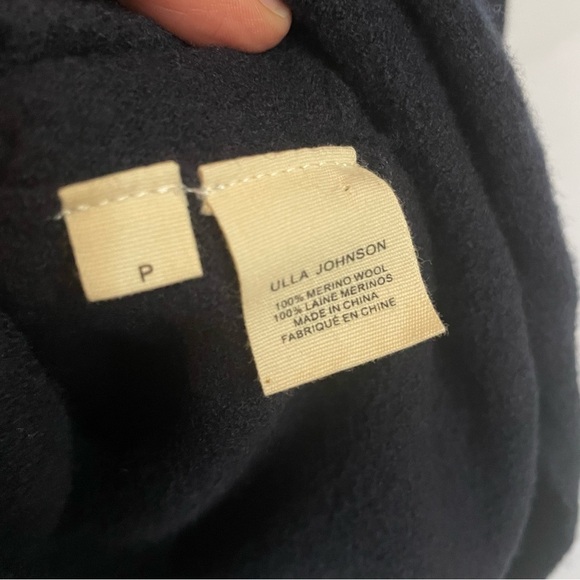 P
ULLA JOHNSON
100% MERINO WOOL
100% LAINE MERINOS
MADE IN CHINA
FABRIQUÉ EN CHINE